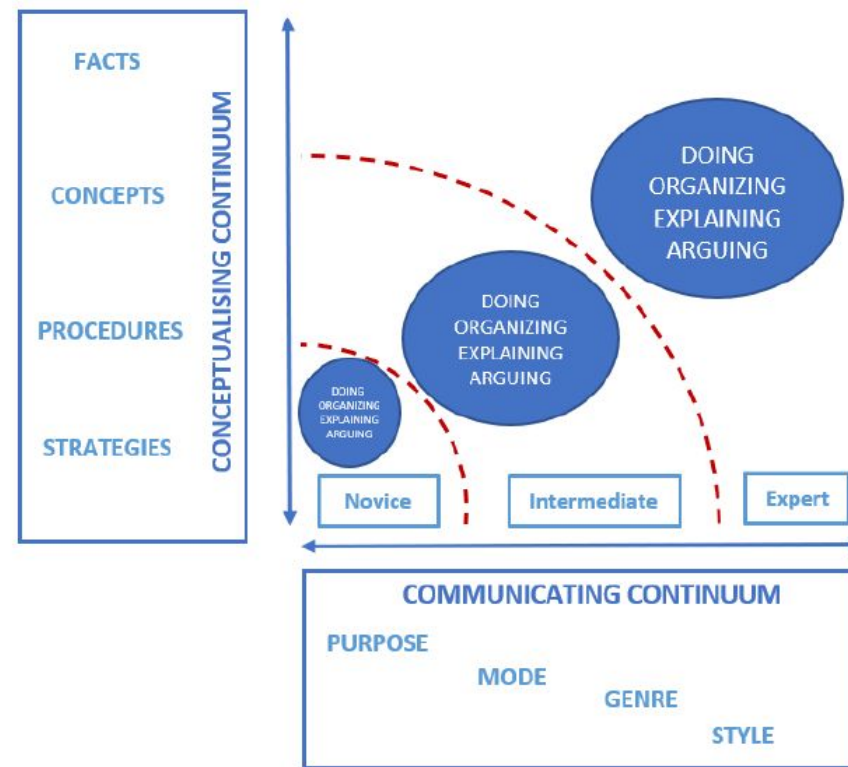 FACTS
CONCEPTS
PROCEDURES
STRATEGIES
CONCEPTUALISING CONTINUUM
DOING
ORGANIZING
EXPLAINING
ARGUING
DOING
ORGANIZING
EXPLAINING
ARGUING
DOING
ORGANIZING
EXPLAINING
ARGUING
Novice
Intermediate
Expert
COMMUNICATING CONTINUUM
PURPOSE
MODE
GENRE
STYLE